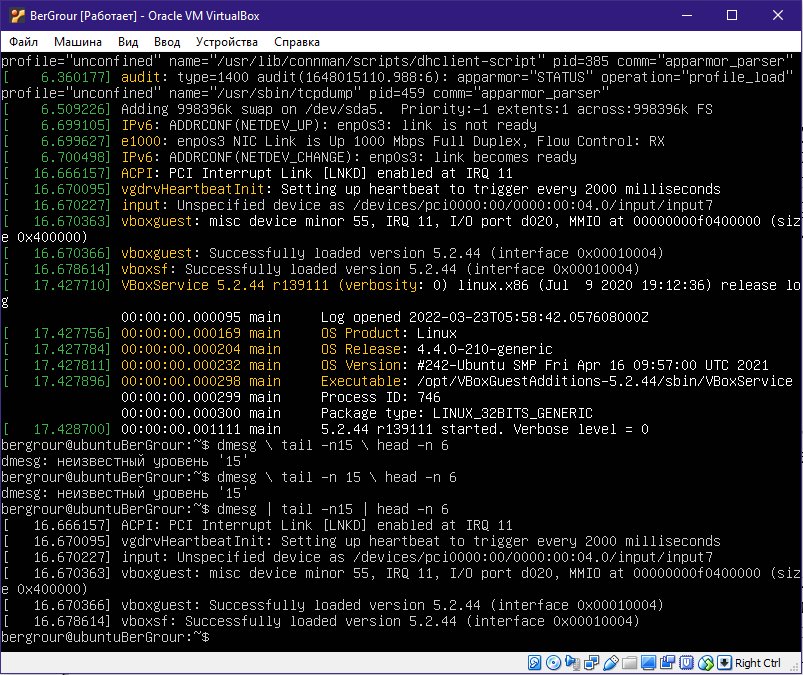 BerGrour [Работает] - Oracle VM VirtualBox
Файл Машина Вид Ввод Устройства Справка
profile="unconfined" name="/usr/lib/connman/scripts/dhclient-script" pid=385 comm="apparmor_parser"
[    6.360177] audit: type=1400 audit(1648015110.988:6): apparmor="STATUS" operation="profile_load"
profile="unconfined" name="/usr/sbin/tcpdump" pid=459 comm="apparmor_parser"
[    6.509226] Adding 998396k swap on /dev/sda5.  Priority:-1 extents:1 across:998396k FS
[    6.699105] IPv6: ADDRCONF(NETDEV_UP): enp0s3: link is not ready
[    6.699627] e1000: enp0s3 NIC Link is Up 1000 Mbps Full Duplex, Flow Control: RX
[    6.700498] IPv6: ADDRCONF(NETDEV_CHANGE): enp0s3: link becomes ready
[   16.666157] ACPI: PCI Interrupt Link [LNKD] enabled at IRQ 11
[   16.670095] vgdrvHeartbeatInit: Setting up heartbeat to trigger every 2000 milliseconds
[   16.670227] input: Unspecified device as /devices/pci0000:00/0000:00:04.0/input/input7
[   16.670363] vboxguest: misc device minor 55, IRQ 11, I/O port d020, MMIO at 00000000f0400000 (siz
e 0x400000)
[   16.670366] vboxguest: Successfully loaded version 5.2.44 (interface 0x00010004)
[   16.678614] vboxsf: Successfully loaded version 5.2.44 (interface 0x00010004)
[   17.427710] VBoxService 5.2.44 r139111 (verbosity: 0) linux.x86 (Jul  9 2020 19:12:36) release lo
g
00:00:00.000095 main     Log opened 2022-03-23T05:58:42.057608000Z
[   17.427756] 00:00:00.000169 main     OS Product: Linux
[   17.427784] 00:00:00.000204 main     OS Release: 4.4.0-210-generic
[   17.427811] 00:00:00.000232 main     OS Version: #242-Ubuntu SMP Fri Apr 16 09:57:00 UTC 2021
[   17.427896] 00:00:00.000298 main     Executable: /opt/VBoxGuestAdditions-5.2.44/sbin/VBoxService
00:00:00.000299 main     Process ID: 746
00:00:00.000300 main     Package type: LINUX_32BITS_GENERIC
[   17.428700] 00:00:00.001111 main     5.2.44 r139111 started. Verbose level = 0
bergrour@ubuntuBerGrour:~$ dmesg \ tail -n15 \ head -n 6
dmesg: неизвестный уровень '15'
bergrour@ubuntuBerGrour:~$ dmesg \ tail -n 15 \ head -n 6
dmesg: неизвестный уровень '15'
bergrour@ubuntuBerGrour:~$ dmesg | tail -n15 | head -n 6
[   16.666157] ACPI: PCI Interrupt Link [LNKD] enabled at IRQ 11
[   16.670095] vgdrvHeartbeatInit: Setting up heartbeat to trigger every 2000 milliseconds
[   16.670227] input: Unspecified device as /devices/pci0000:00/0000:00:04.0/input/input7
[   16.670363] vboxguest: misc device minor 55, IRQ 11, I/O port d020, MMIO at 00000000f0400000 (siz
e 0x400000)
[   16.670366] vboxguest: Successfully loaded version 5.2.44 (interface 0x00010004)
[   16.678614] vboxsf: Successfully loaded version 5.2.44 (interface 0x00010004)
bergrour@ubuntuBerGrour:~$
Right Ctrl